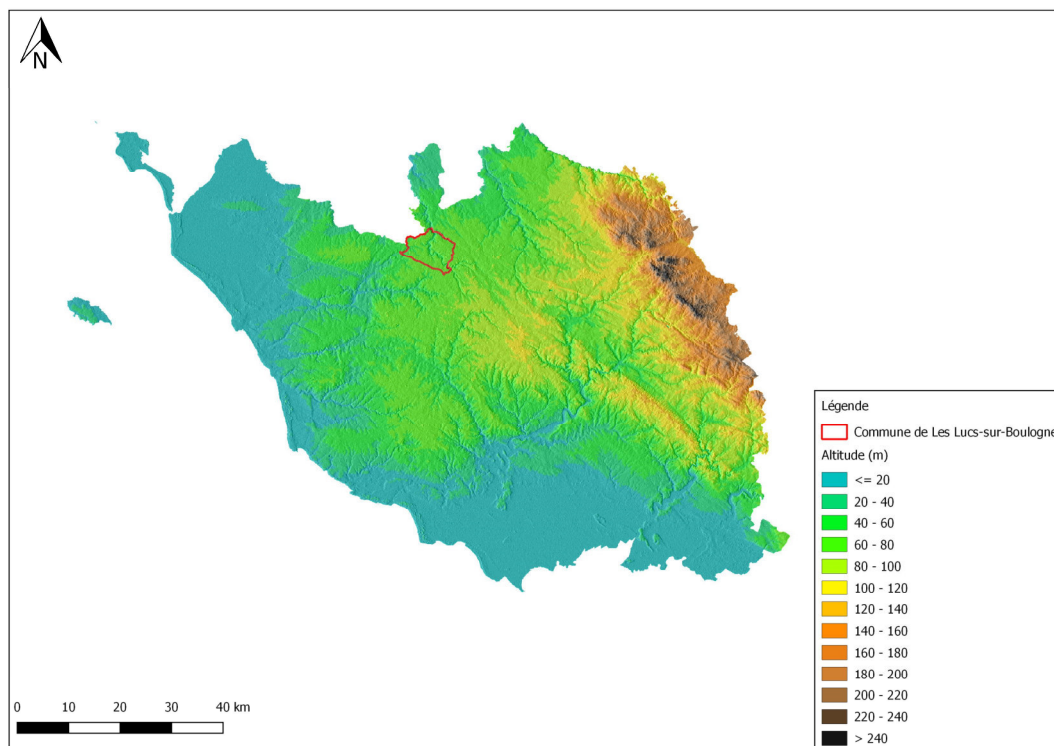 N
Légende
Commune de Les Lucs-sur-Boulogne
Altitude (m)
<= 20
20 - 40
40 - 60
60 - 80
80 - 100
100 - 120
120 - 140
140 - 160
160 - 180
180 - 200
200 - 220
220 - 240
> 240
0 10 20 30 40 km